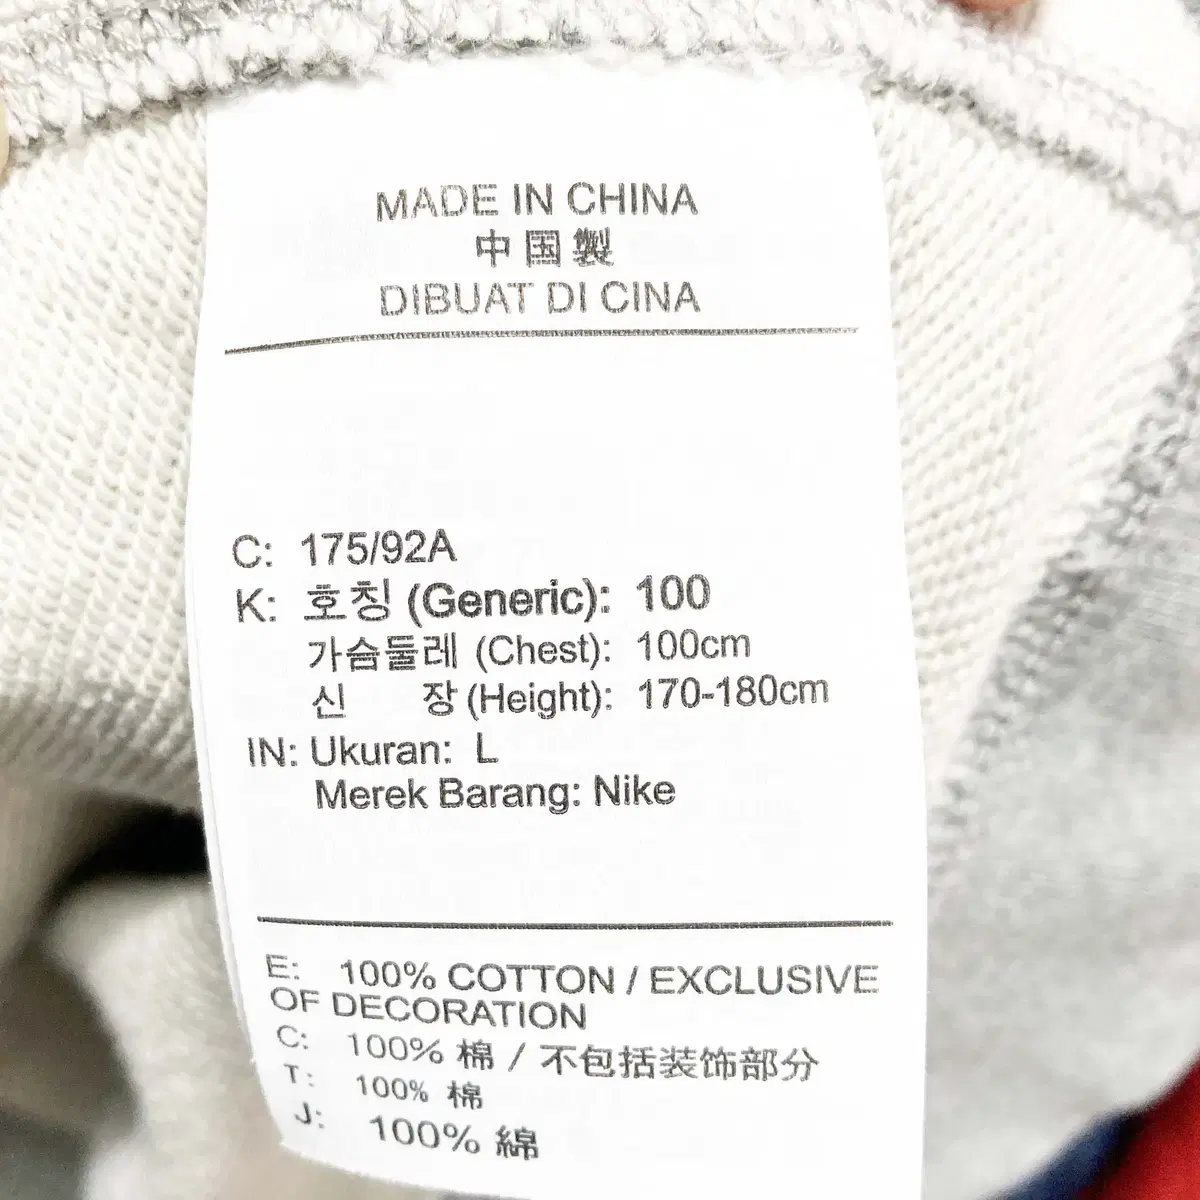 MADE IN CHINA
中国製
DIBUAT DI CINA
C: 175/92A
K: 호칭 (Generic): 100
가슴둘레 (Chest): 100cm
신 장 (Height): 170-180cm
IN: Ukuran: L
Merek Barang: Nike
E: 100% COTTON / EXCLUSIVE
OF DECORATION
C: 100% 棉 / 不包括装饰部分
T: 100% 棉
J: 100% 綿